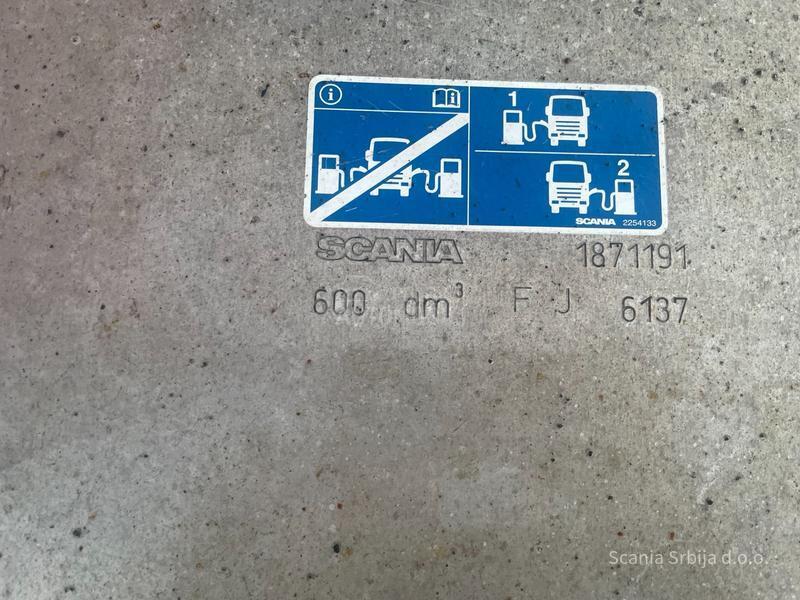 1
2
SCANIA 2254133
SCANIA 1871191
600 dm³ F J 6137
Scania Srbija d.o.o.